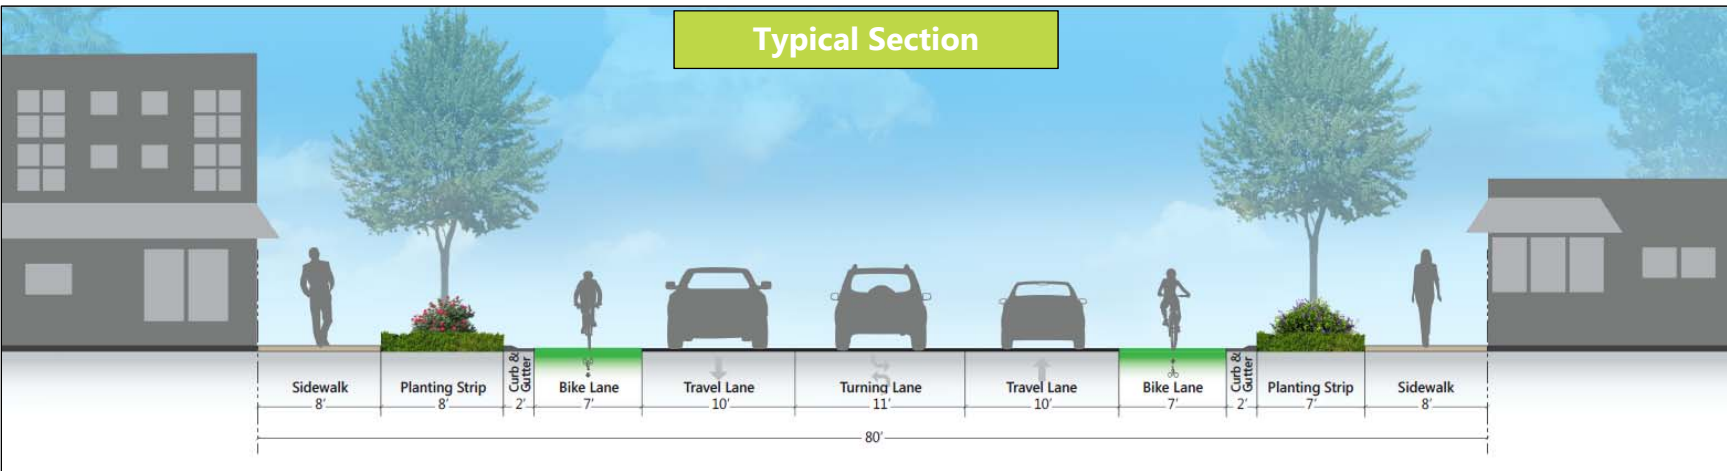 Typical Section
Sidewalk
8'
Planting Strip
8'
Curb &
Gutter
2'
Bike Lane
7'
Travel Lane
10'
Turning Lane
11'
Travel Lane
10'
Bike Lane
7'
Curb &
Gutter
2'
Planting Strip
7'
Sidewalk
8'
80'